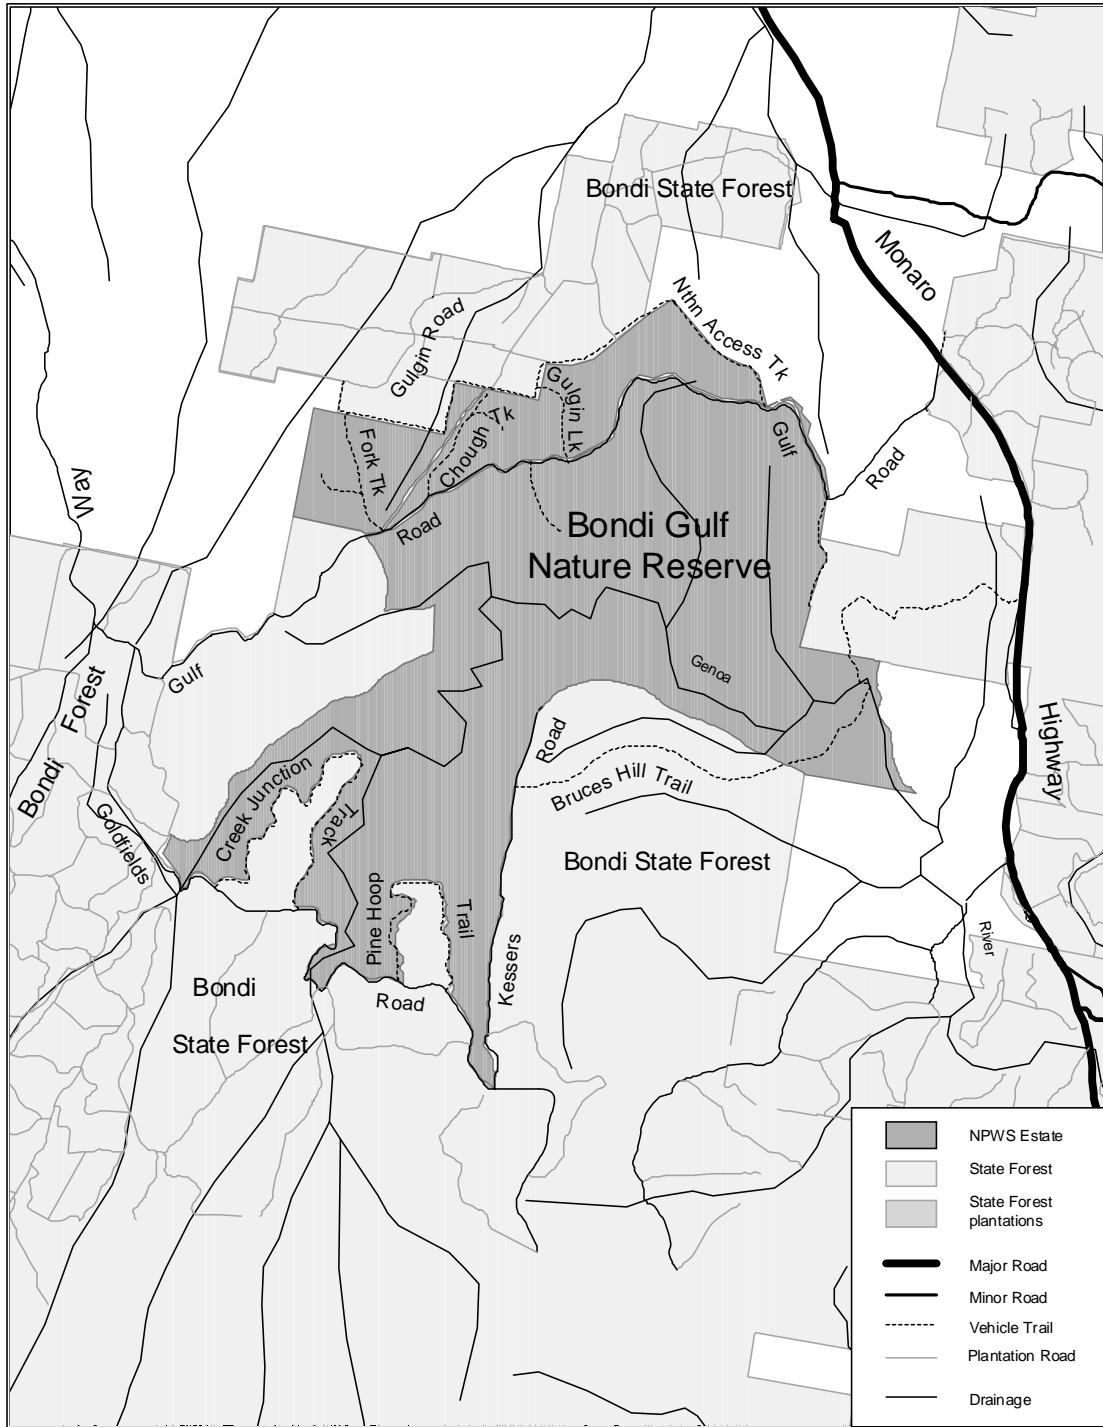 Bondi State Forest
Monaro
Nthn Access Tk
Gulgin Road
Gulgin Lk
Chough Tk
Fork Tk
Gulf
Road
Road
Way
Bondi Gulf
Nature Reserve
Genoa
Gulf
Forest
Bondi
Road
Highway
Bruces Hill Trail
Creek Junction
Track
Goldfields
Bondi State Forest
Pine Hoop
Trail
Kessers
River
Bondi
State Forest
Road
NPWS Estate
State Forest
State Forest
plantations
Major Road
Minor Road
Vehicle Trail
Plantation Road
Drainage